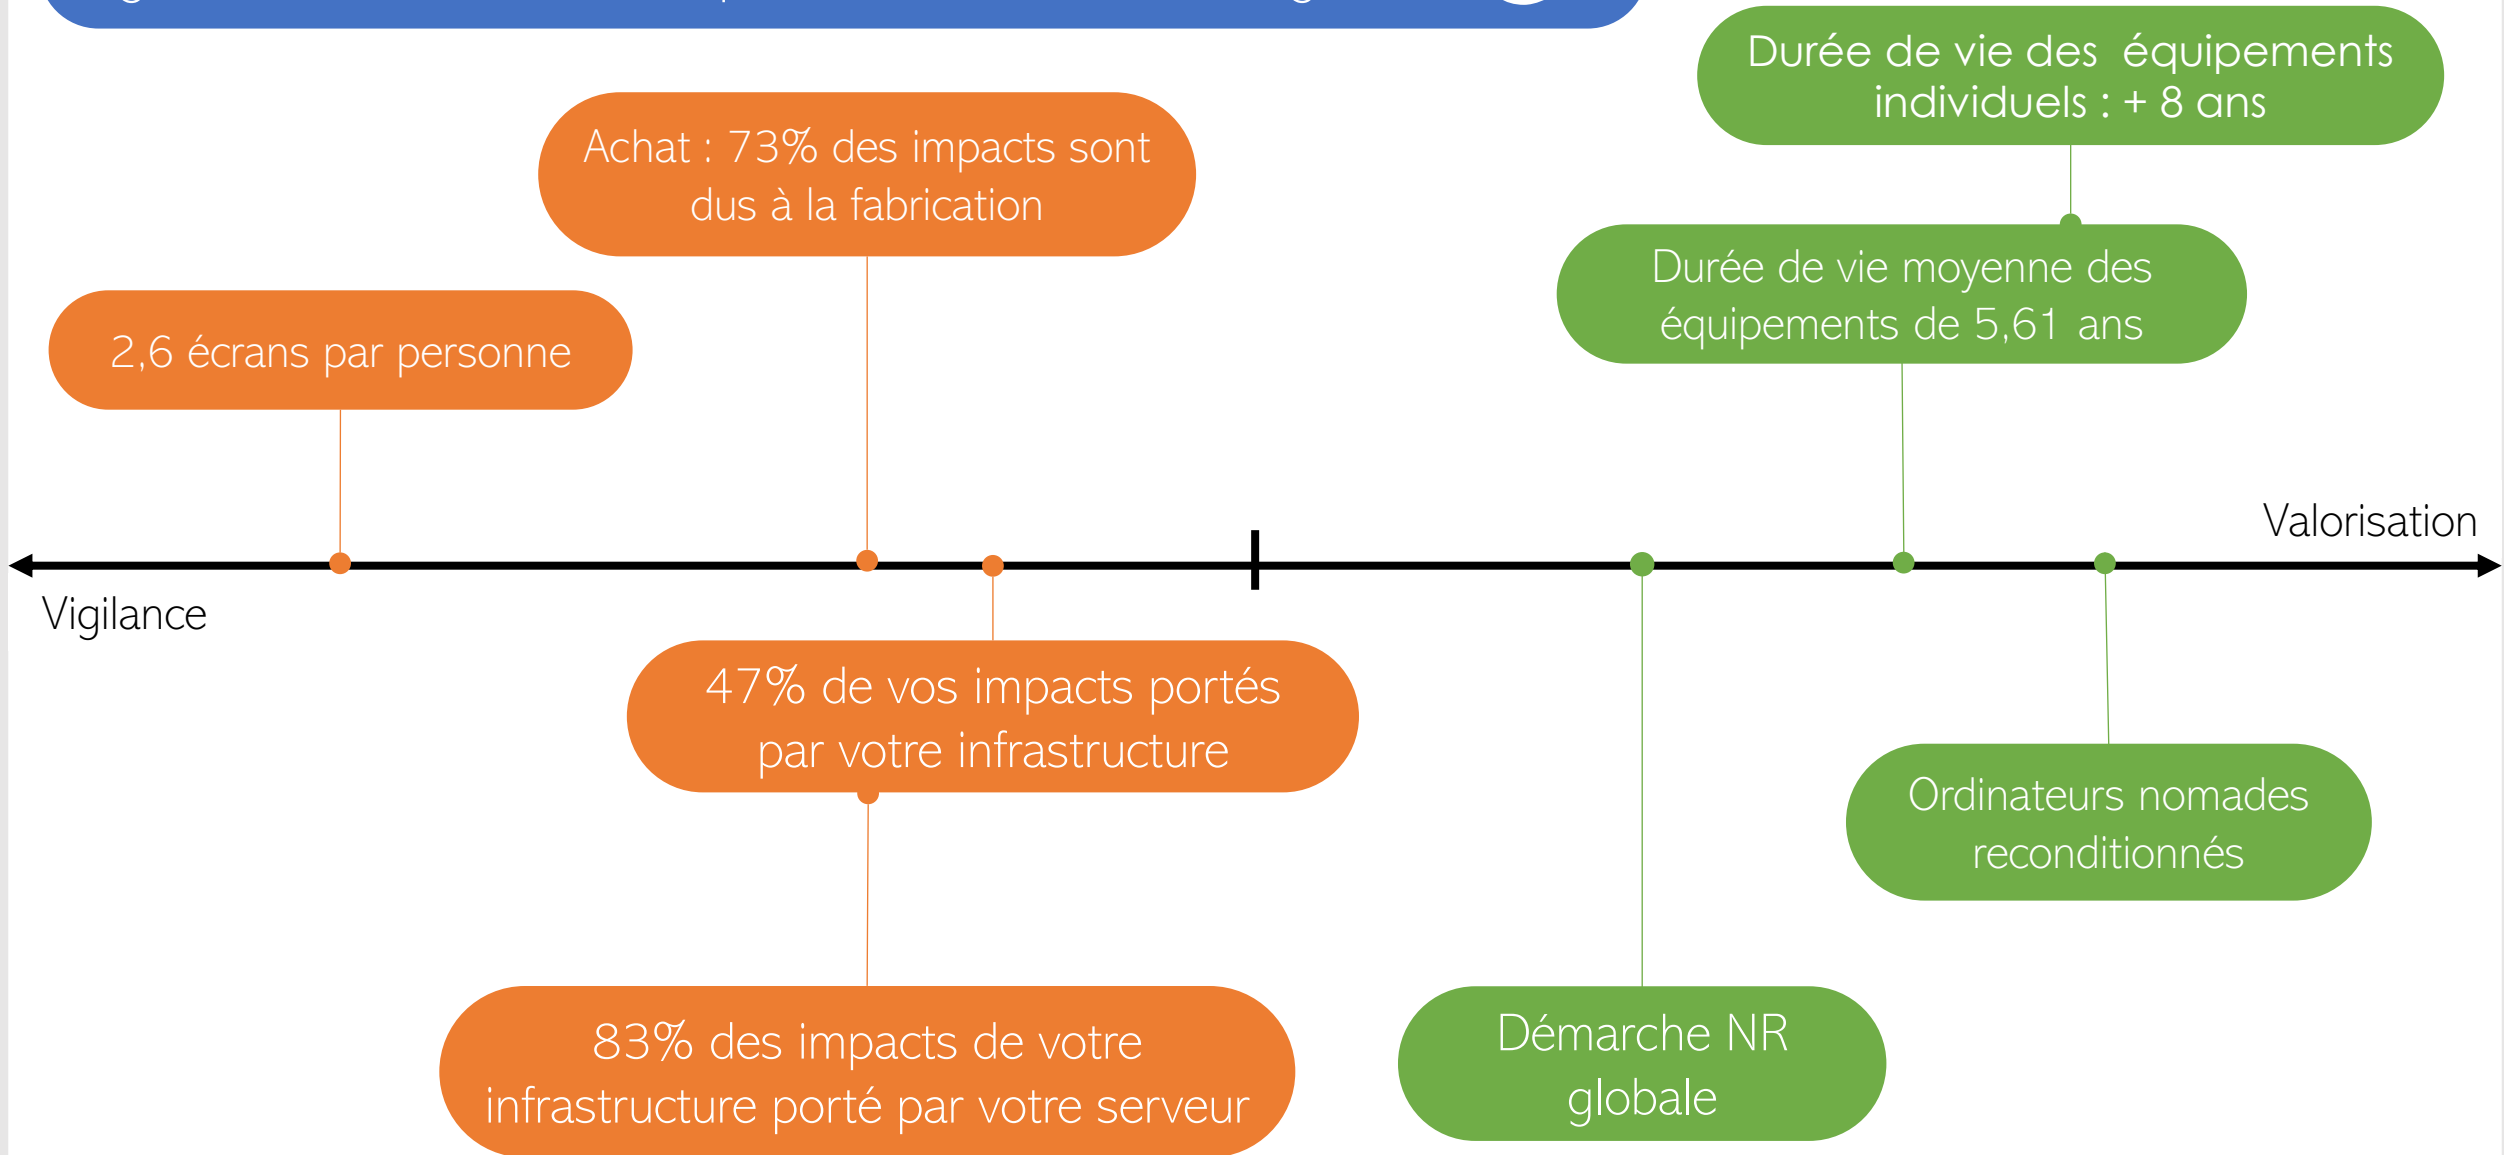 Durée de vie des équipements
individuels : + 8 ans
Achat : 73% des impacts sont
dus à la fabrication
Durée de vie moyenne des
équipements de 5,61 ans
2,6 écrans par personne
Valorisation
Vigilance
47% de vos impacts portés
par votre infrastructure
Ordinateurs nomades
reconditionnés
83% des impacts de votre
infrastructure porté par votre serveur
Démarche NR
globale